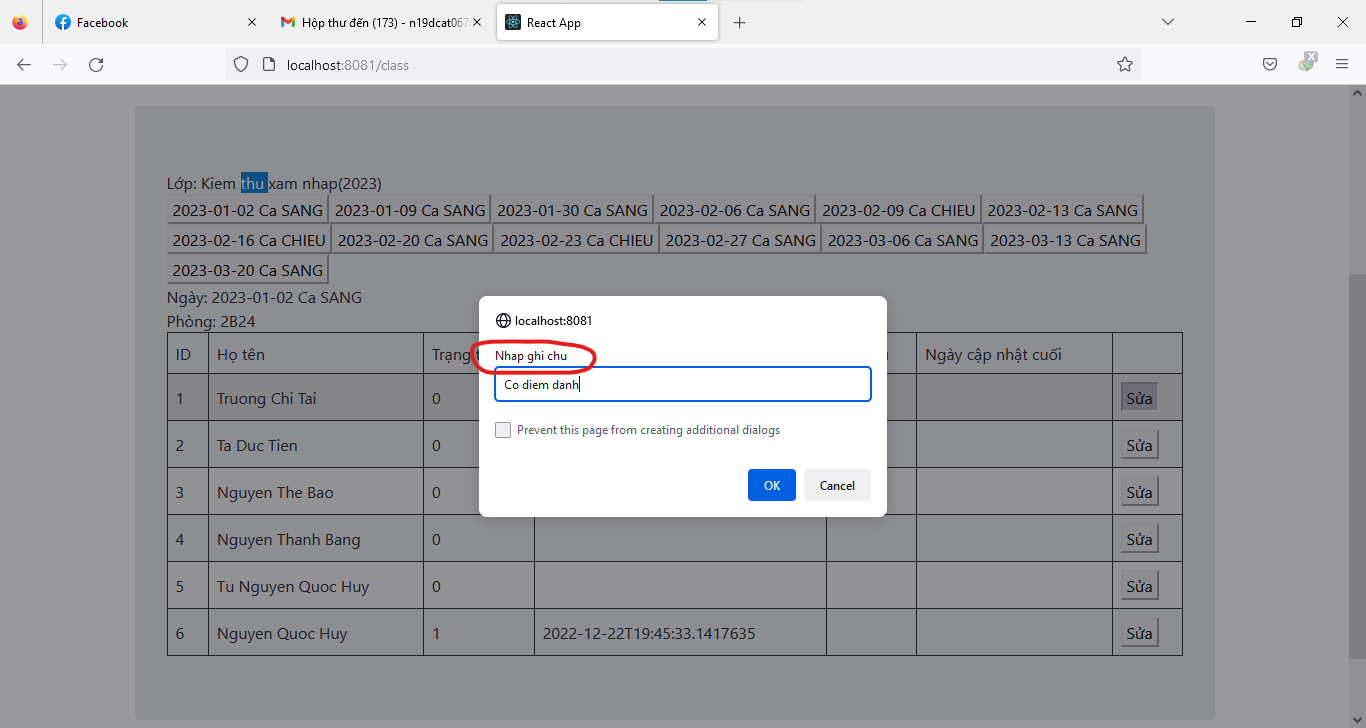 Facebook
Hộp thư đến (173) - n19dcat067
React App
localhost:8081/class
Lớp: Kiem thu xam nhap(2023)
2023-01-02 Ca SANG 2023-01-09 Ca SANG 2023-01-30 Ca SANG 2023-02-06 Ca SANG 2023-02-09 Ca CHIEU 2023-02-13 Ca SANG
2023-02-16 Ca CHIEU 2023-02-20 Ca SANG 2023-02-23 Ca CHIEU 2023-02-27 Ca SANG 2023-03-06 Ca SANG 2023-03-13 Ca SANG
2023-03-20 Ca SANG
Ngày: 2023-01-02 Ca SANG
Phòng: 2B24
ID Họ tên Trạng Ngày cập nhật cuối
1 Truong Chi Tai 0 Sửa
2 Ta Duc Tien 0 Sửa
3 Nguyen The Bao 0 Sửa
4 Nguyen Thanh Bang 0 Sửa
5 Tu Nguyen Quoc Huy 0 Sửa
6 Nguyen Quoc Huy 1 2022-12-22T19:45:33.1417635 Sửa
localhost:8081
Nhap ghi chu
Co diem danh
Prevent this page from creating additional dialogs
OK Cancel